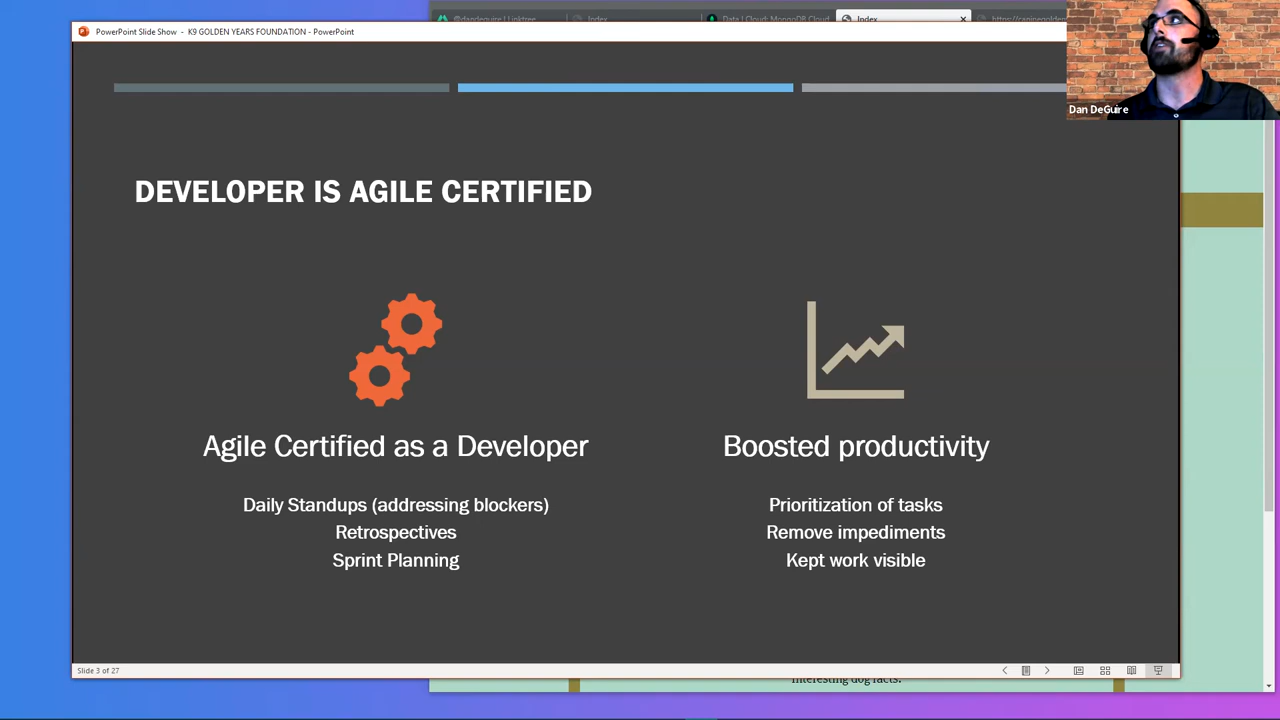 @dandeguire | Linktree
Index
Data | Cloud: MongoDB Cloud
Index
PowerPoint Slide Show - K9 GOLDEN YEARS FOUNDATION - PowerPoint
Dan DeGuire
DEVELOPER IS AGILE CERTIFIED
Agile Certified as a Developer
Daily Standups (addressing blockers)
Retrospectives
Sprint Planning
Boosted productivity
Prioritization of tasks
Remove impediments
Kept work visible
Slide 3 of 27
interesting dog facts.